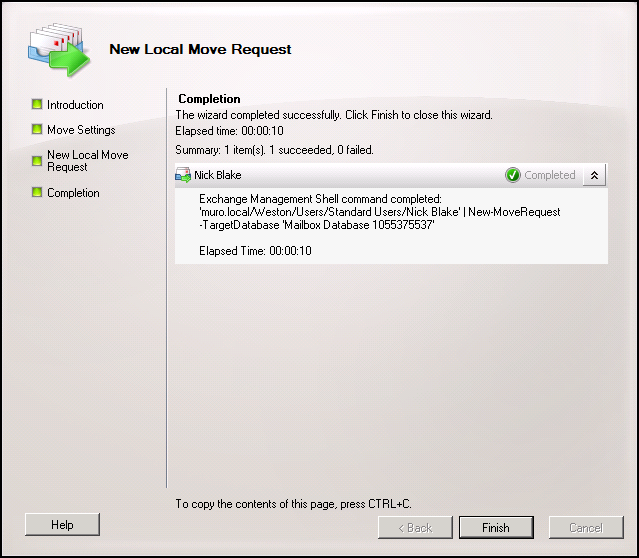 New Local Move Request
Introduction
Move Settings
New Local Move
Request
Completion
Completion
The wizard completed successfully. Click Finish to close this wizard.
Elapsed time: 00:00:10
Summary: 1 item(s). 1 succeeded, 0 failed.
Nick Blake
Completed
Exchange Management Shell command completed:
'muro.local/Weston/Users/Standard Users/Nick Blake' | New-MoveRequest
-TargetDatabase 'Mailbox Database 1055375537'
Elapsed Time: 00:00:10
To copy the contents of this page, press CTRL+C.
Help
< Back
Finish
Cancel